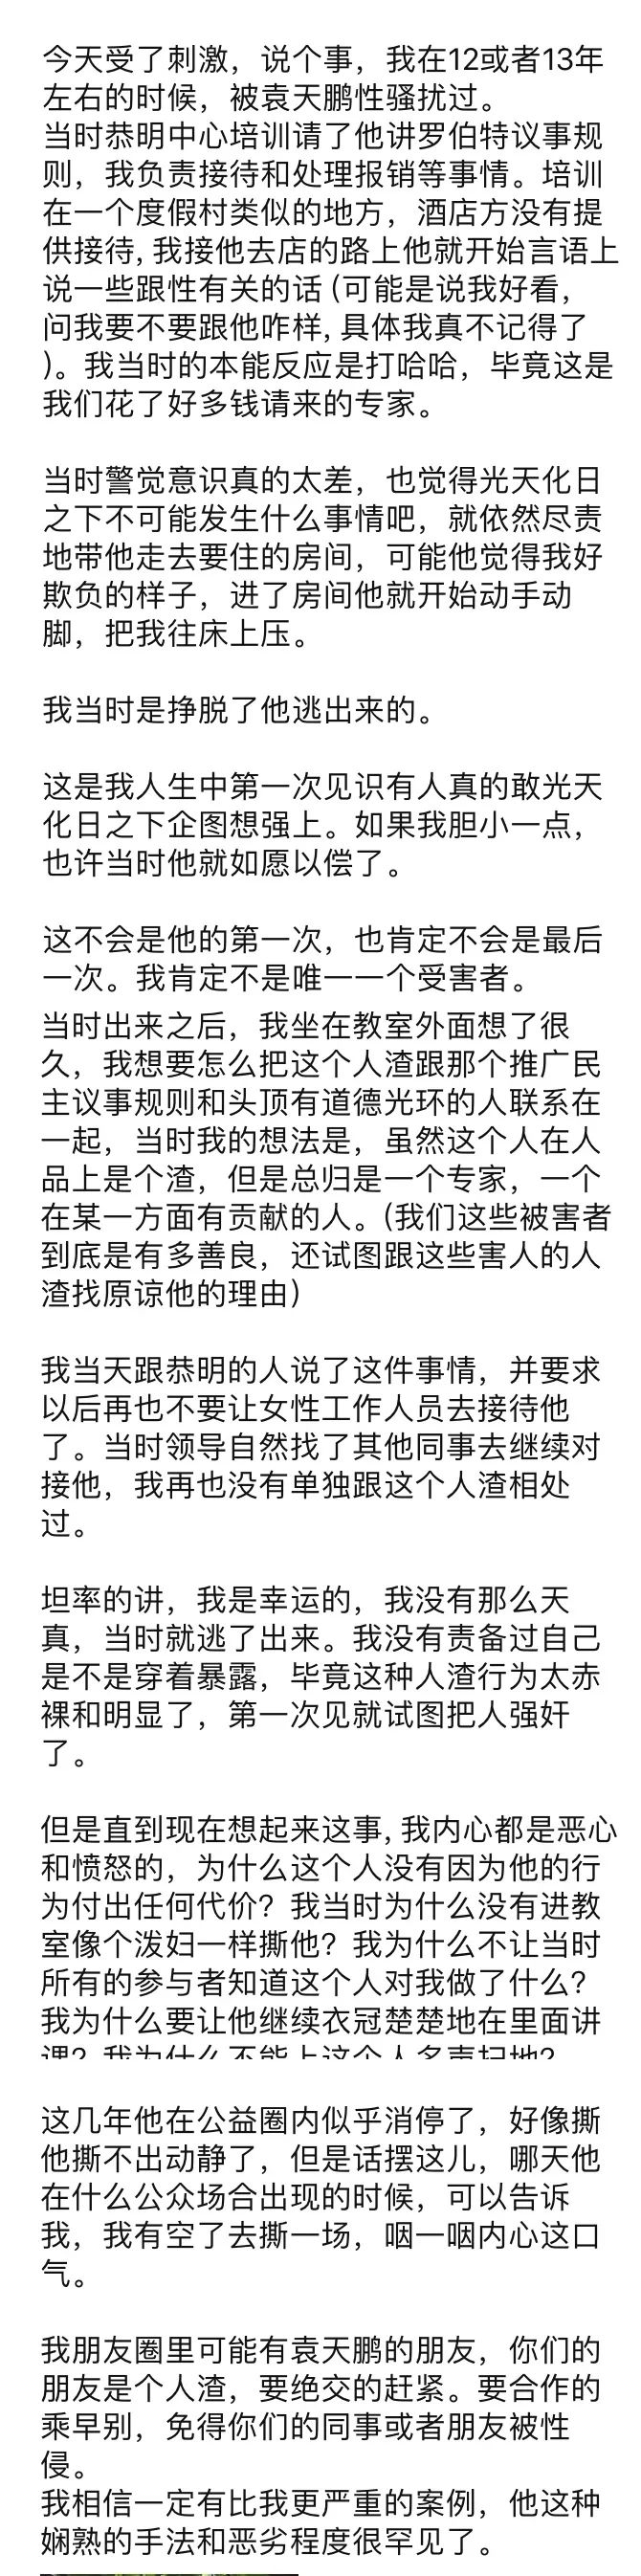 今天受了刺激，说个事，我在12或者13年
左右的时候，被袁天鹏性骚扰过。
当时恭明中心培训请了他讲罗伯特议事规
则，我负责接待和处理报销等事情。培训
在一个度假村类似的地方，酒店方没有提
供接待,我接他去店的路上他就开始言语上
说一些跟性有关的话(可能是说我好看，
问我要不要跟他咋样,具体我真不记得了
)。我当时的本能反应是打哈哈，毕竟这是
我们花了好多钱请来的专家。
当时警觉意识真的太差，也觉得光天化日
之下不可能发生什么事情吧，就依然尽责
地带他走去要住的房间，可能他觉得我好
欺负的样子，进了房间他就开始动手动
脚，把我往床上压。
我当时是挣脱了他逃出来的。
这是我人生中第一次见识有人真的敢光天
化日之下企图想强上。如果我胆小一点，
也许当时他就如愿以偿了。
这不会是他的第一次，也肯定不会是最后
一次。我肯定不是唯一一个受害者。
当时出来之后，我坐在教室外面想了很
久，我想要怎么把这个人渣跟那个推广民
主议事规则和头顶有道德光环的人联系在
一起，当时我的想法是，虽然这个人在人
品上是个渣，但是总归是一个专家，一个
在某一方面有贡献的人。(我们这些被害者
到底是有多善良，还试图跟这些害人的人
渣找原谅他的理由)
我当天跟恭明的人说了这件事情，并要求
以后再也不要让女性工作人员去接待他
了。当时领导自然找了其他同事去继续对
接他，我再也没有单独跟这个人渣相处
过。
坦率的讲，我是幸运的，我没有那么天
真，当时就逃了出来。我没有责备过自己
是不是穿着暴露，毕竟这种人渣行为太赤
裸和明显了，第一次见就试图把人强奸
了。
但是直到现在想起来这事,我内心都是恶心
和愤怒的，为什么这个人没有因为他的行
为付出任何代价？我当时为什么没有进教
室像个泼妇一样撕他？我为什么不让当时
所有的参与者知道这个人对我做了什么？
我为什么要让他继续衣冠楚楚地在里面讲
课？我为什么不能上这个人名声扫地？
这几年他在公益圈内似乎消停了，好像撕
他撕不出动静了，但是话摆这儿，哪天他
在什么公众场合出现的时候，可以告诉
我，我有空了去撕一场，咽一咽内心这口
气。
我朋友圈里可能有袁天鹏的朋友，你们的
朋友是个人渣，要绝交的赶紧。要合作的
乘早别，免得你们的同事或者朋友被性
侵。
我相信一定有比我更严重的案例，他这种
娴熟的手法和恶劣程度很罕见了。